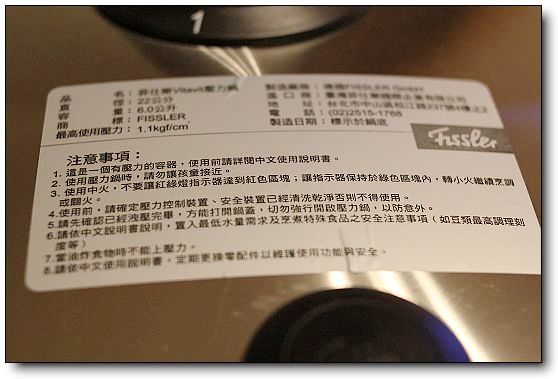 1
品　名：菲仕樂Vitavit壓力鍋
直　徑：22公分
容　量：6.0公升
商　標：FISSLER
最高使用壓力：1.1kgf/cm
製造廠商：德國FISSLER GmbH
進口商：臺灣菲仕樂國際企業有限公司
地　址：台北市中山區松江路237號4樓之2
電　話：(02)2515-1768
製造日期：標示於鍋底
Fissler
注意事項：
1. 這是一個有壓力的容器，使用前請詳閱中文使用說明書。
2. 使用壓力鍋時，請勿讓孩童接近。
3. 使用中火，不要讓紅綠燈指示器達到紅色區塊；讓指示器保持於綠色區塊內，轉小火繼續烹調
或關火。
4.使用前，請確定壓力控制裝置、安全裝置已經清洗乾淨否則不得使用。
5.請先確認已經洩壓完畢，方能打開鍋蓋，切勿強行開啟壓力鍋，以防意外。
6.請依中文說明書說明，置入最低水量需求及烹煮特殊食品之安全注意事項（如豆類最高調理刻
度等）
7.當油炸食物時不能上壓力。
8.請依中文使用說明書，定期更換零配件以維護使用功能與安全。